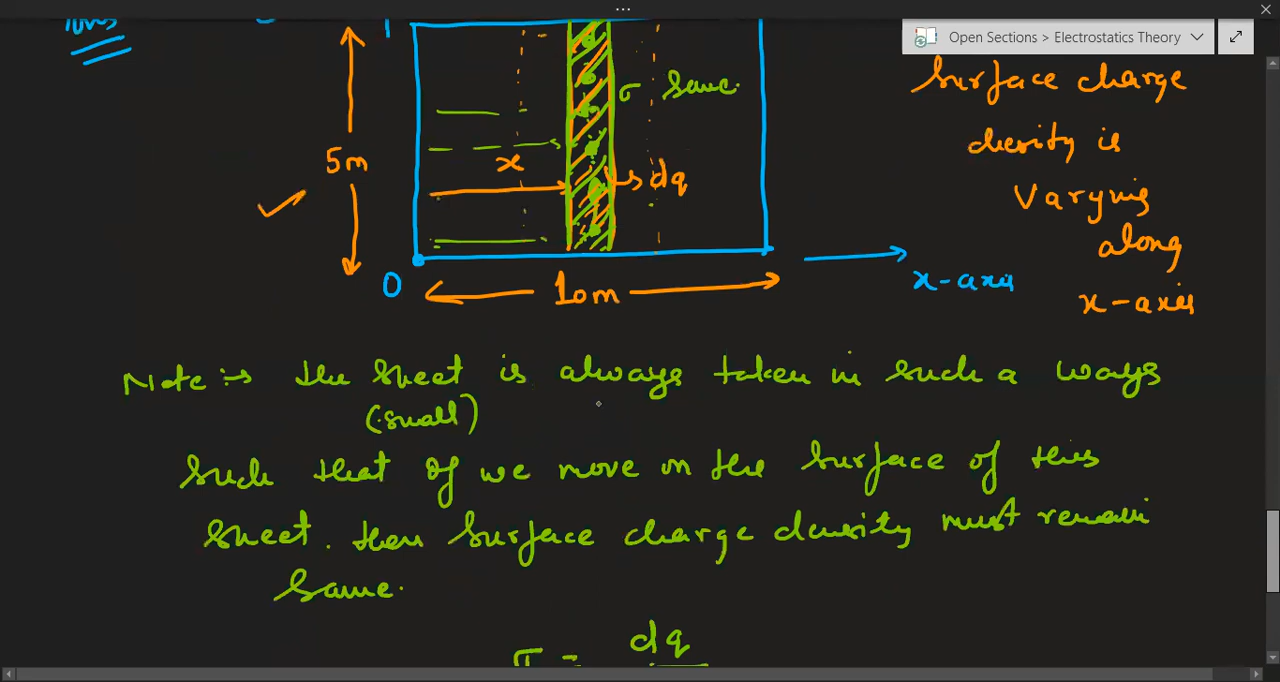 Open Sections > Electrostatics Theory
Surface charge
density is
Varying
along
x-axis
σ same.
5m
x
dq
0
10m
x-axis
Note :→ the sheet is always taken in such a ways
(small)
such that if we move on the surface of this
sheet. then surface charge density must remain
same.
σ = dq